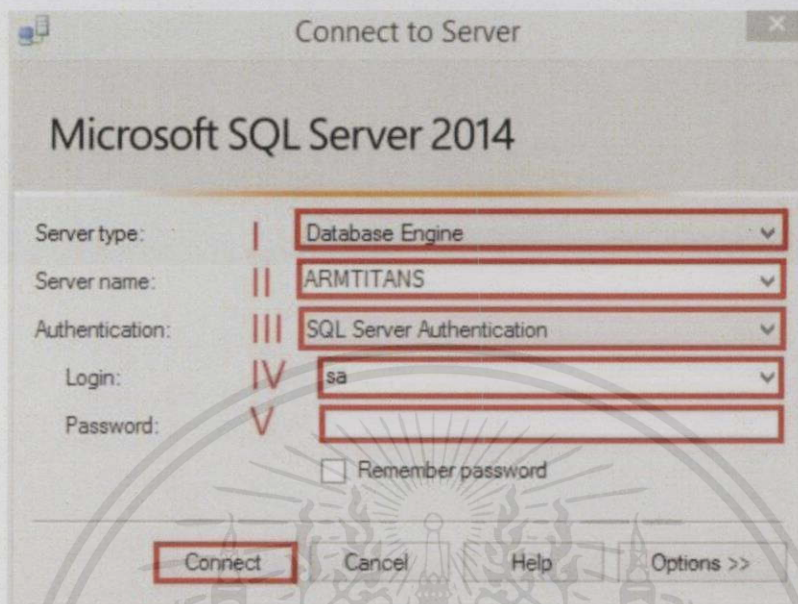 Connect to Server
Microsoft SQL Server 2014
Server type: I Database Engine
Server name: II ARMTITANS
Authentication: III SQL Server Authentication
Login: IV sa
Password: V
Remember password
Connect Cancel Help Options >>